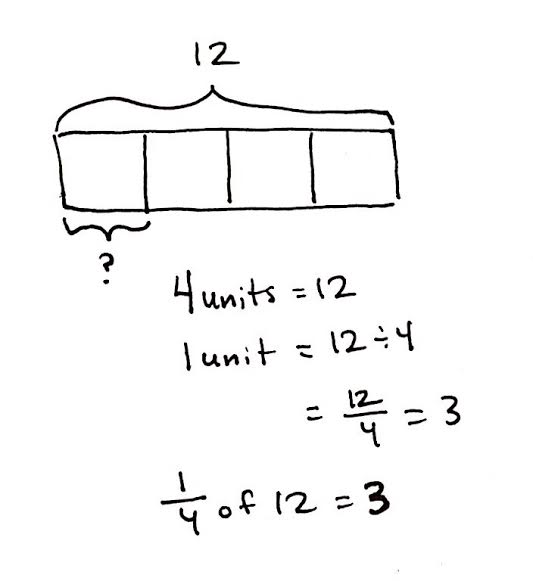 12
?
4 units = 12
1 unit = 12 ÷ 4
= 12/4 = 3
1/4 of 12 = 3